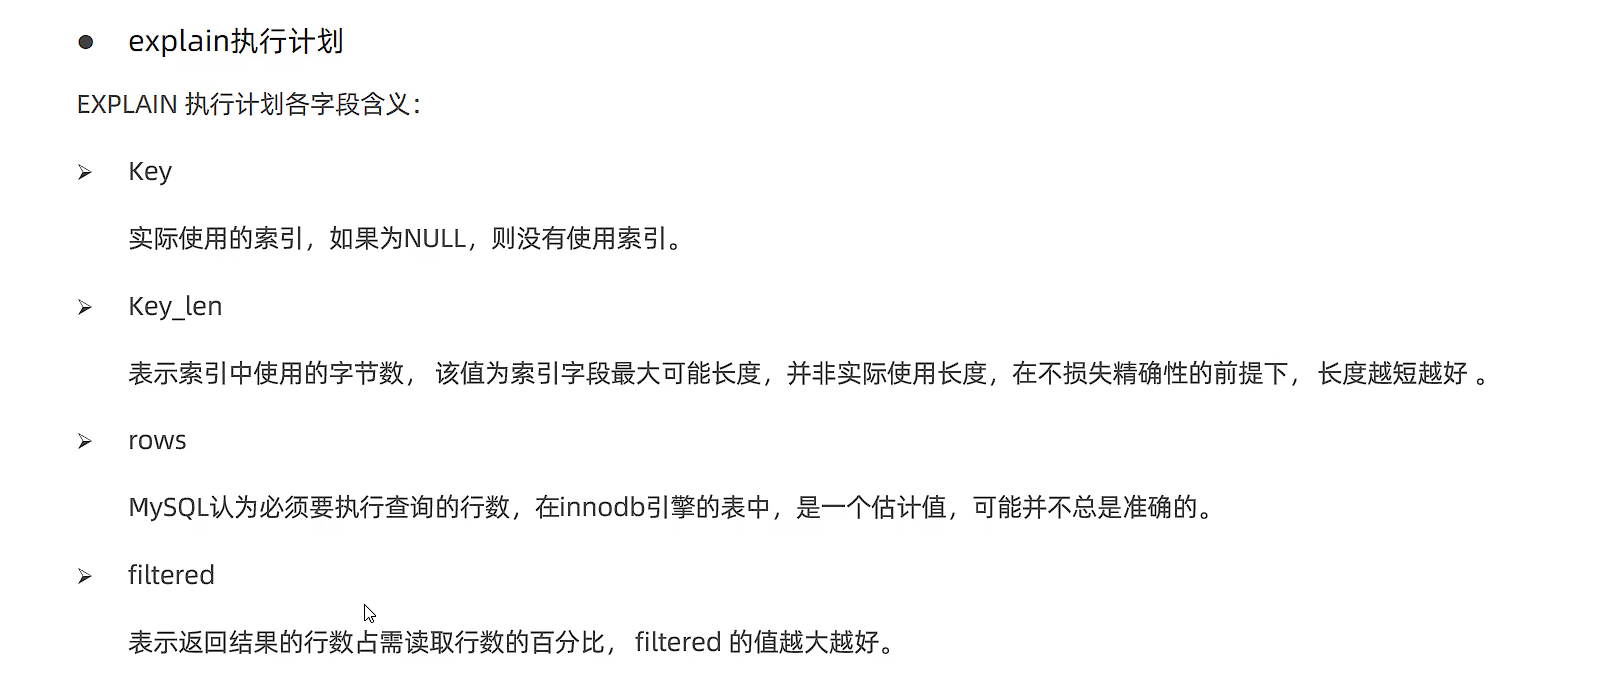 explain执行计划
EXPLAIN 执行计划各字段含义：
Key
实际使用的索引，如果为NULL，则没有使用索引。
Key_len
表示索引中使用的字节数， 该值为索引字段最大可能长度，并非实际使用长度，在不损失精确性的前提下， 长度越短越好 。
rows
MySQL认为必须要执行查询的行数，在innodb引擎的表中，是一个估计值，可能并不总是准确的。
filtered
表示返回结果的行数占需读取行数的百分比， filtered 的值越大越好。